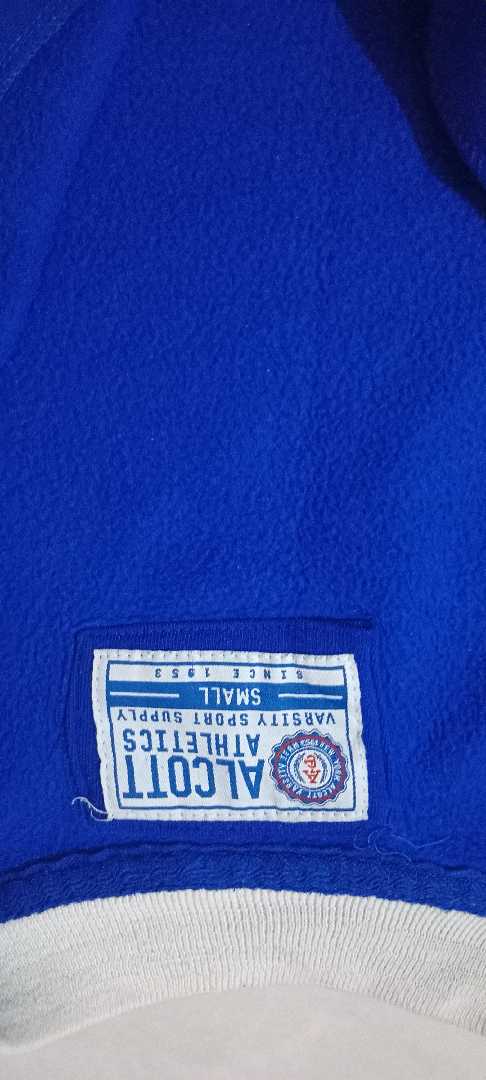 ALCOTT
ATHLETICS
VARSITY SPORT SUPPLY
SMALL
SINCE 1953